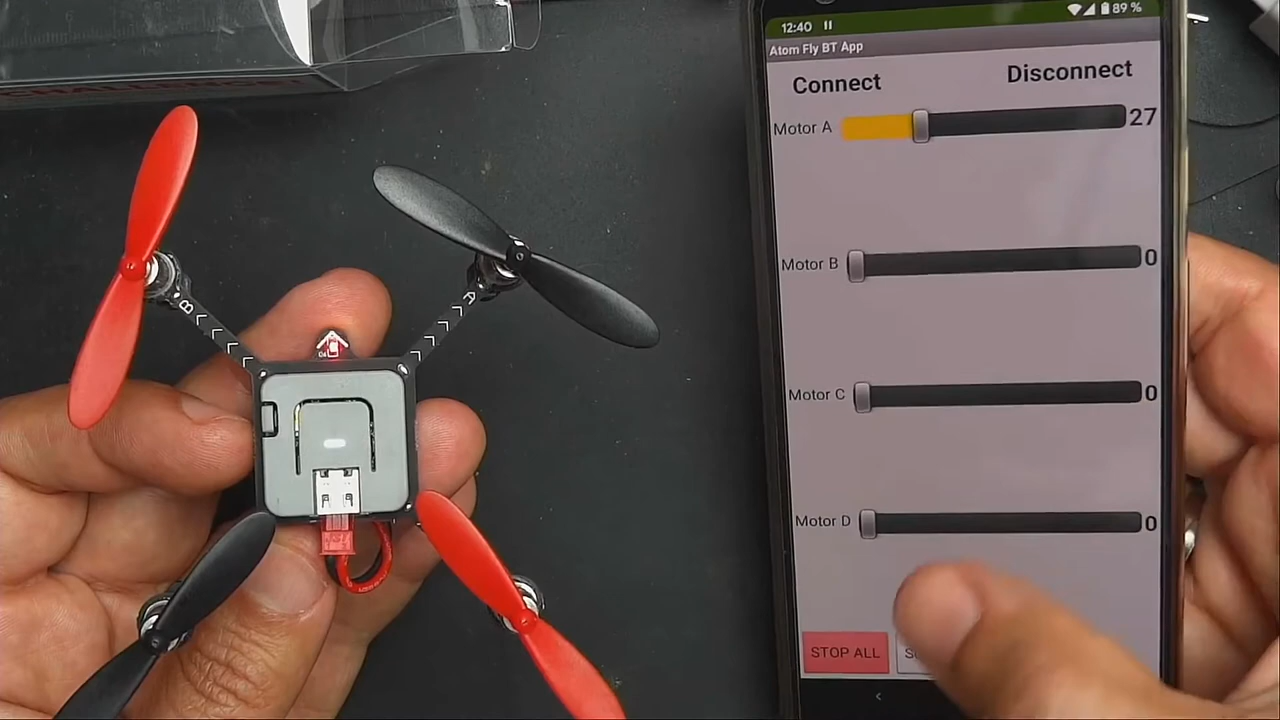 CHALLENGE
12:40
89 %
Atom Fly BT App
Connect
Disconnect
Motor A
27
Motor B
0
Motor C
0
Motor D
0
STOP ALL
B
A